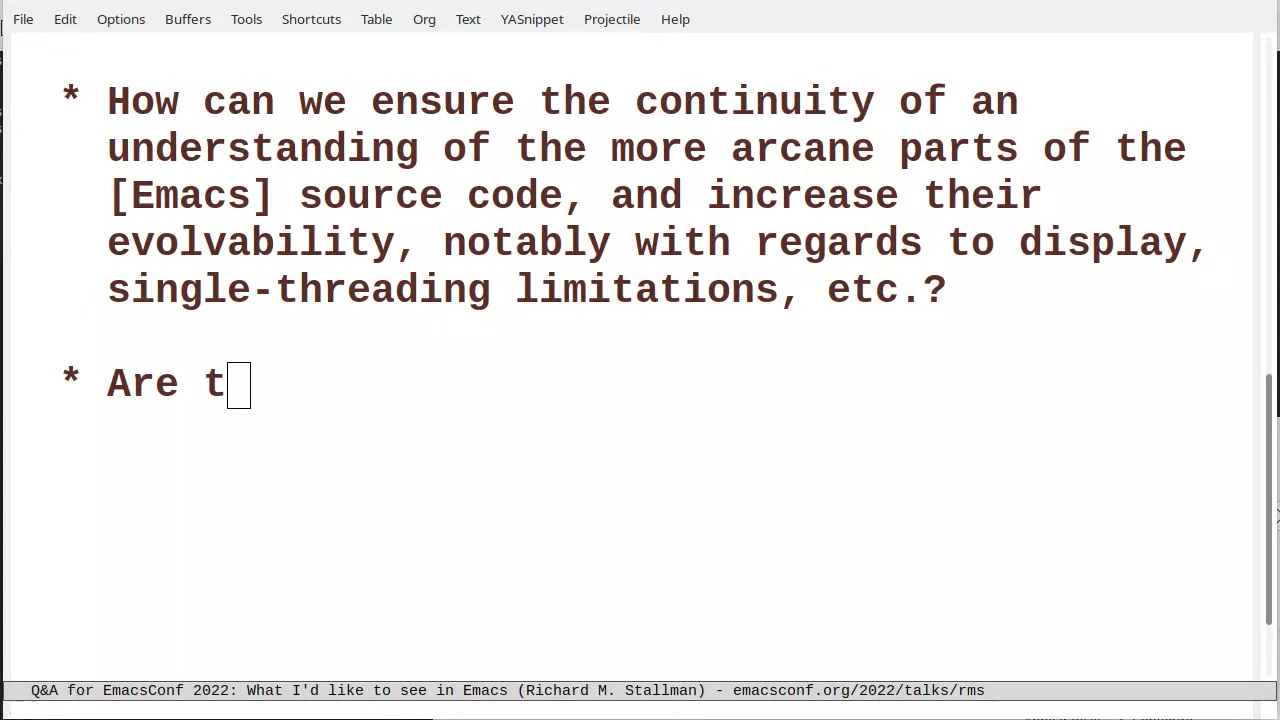 File Edit Options Buffers Tools Shortcuts Table Org Text YASnippet Projectile Help
* How can we ensure the continuity of an
understanding of the more arcane parts of the
[Emacs] source code, and increase their
evolvability, notably with regards to display,
single-threading limitations, etc.?
* Are t
Q&A for EmacsConf 2022: What I'd like to see in Emacs (Richard M. Stallman) - emacsconf.org/2022/talks/rms